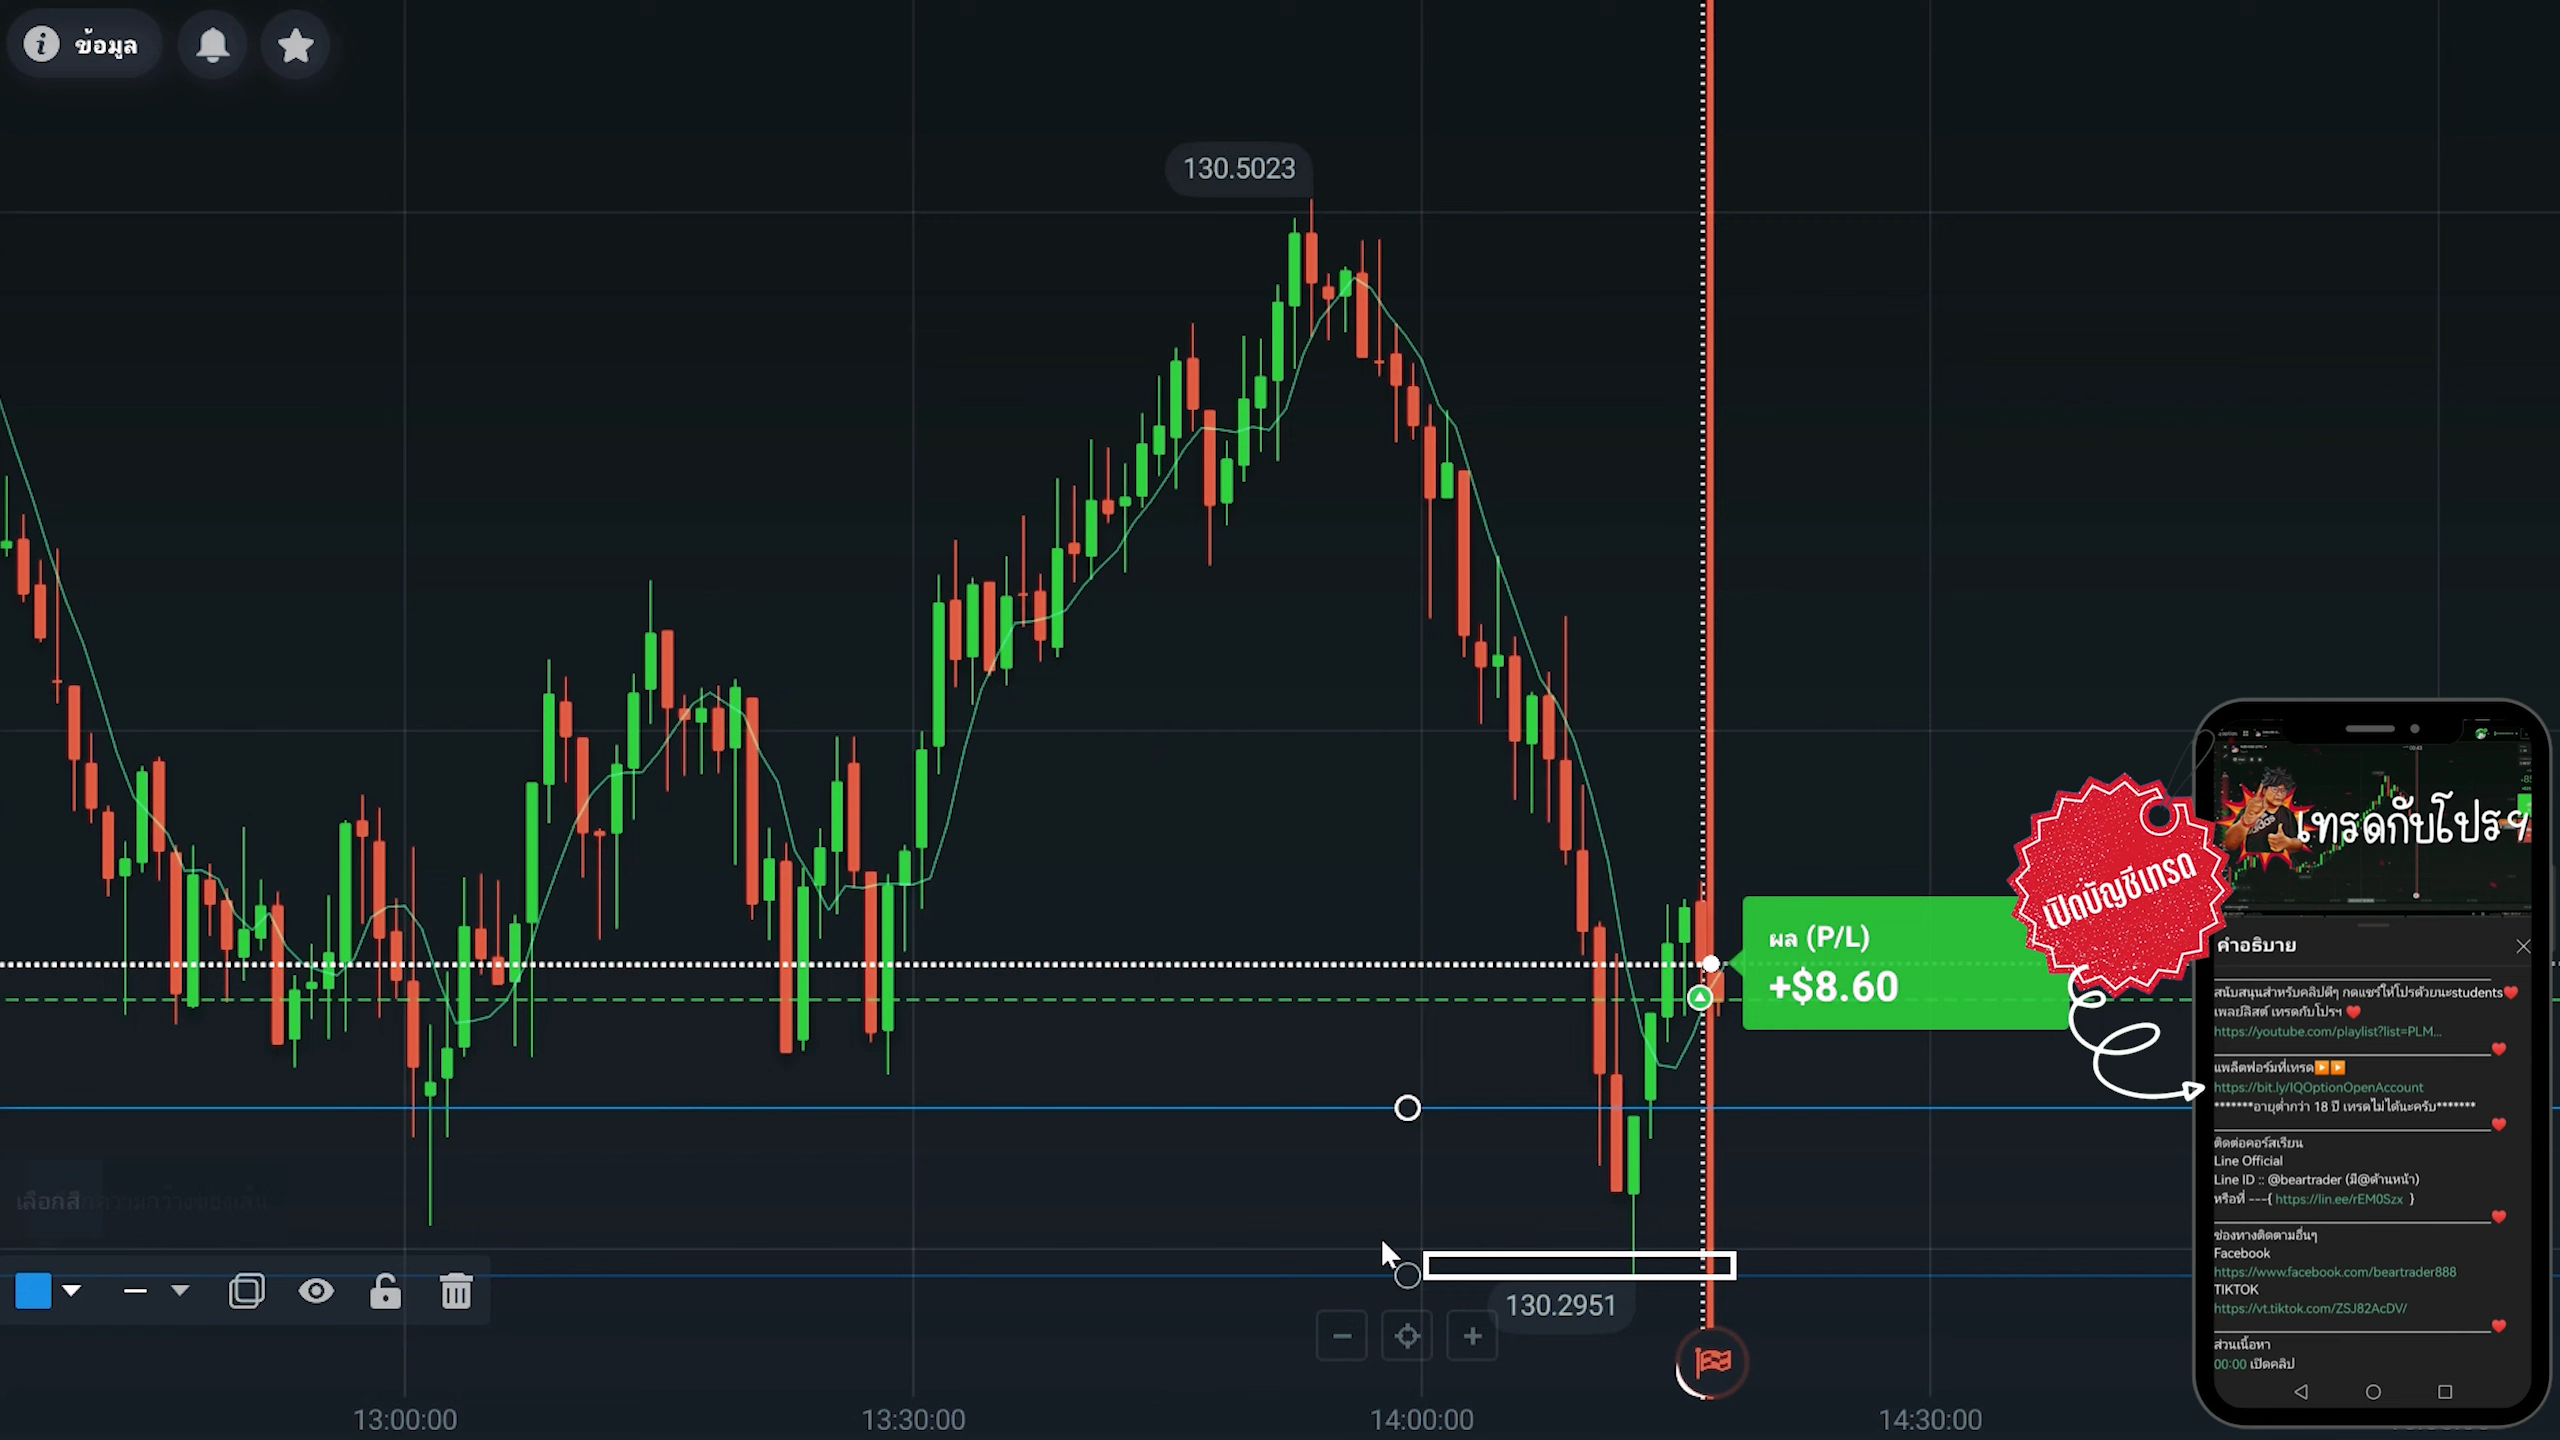 ข้อมูล
130.5023
ผล (P/L)
+$8.60
130.2951
13:00:00
13:30:00
14:00:00
14:30:00
เลือกสี
เปิดบัญชีเทรด
เทรดกับโปรฯ
คำอธิบาย
สนับสนุนสำหรับคลิปดีๆ กดแชร์ให้โปรด้วยนะstudents❤️
เพลย์ลิสต์ เทรดกับโปรฯ ❤️
https://youtube.com/playlist?list=PLM...
แพล็ตฟอร์มที่เทรด▶️▶️
https://bit.ly/IQOptionOpenAccount
*******อายุต่ำกว่า 18 ปี เทรดไม่ได้นะครับ*******
ติดต่อคอร์สเรียน
Line Official
Line ID :: @beartrader (มี@ด้านหน้า)
หรือที่ ---{ https://lin.ee/rEM0Szx }
ช่องทางติดตามอื่นๆ
Facebook
https://www.facebook.com/beartrader888
TIKTOK
https://vt.tiktok.com/ZSJ82AcDV/
ส่วนเนื้อหา
00:00 เปิดคลิป